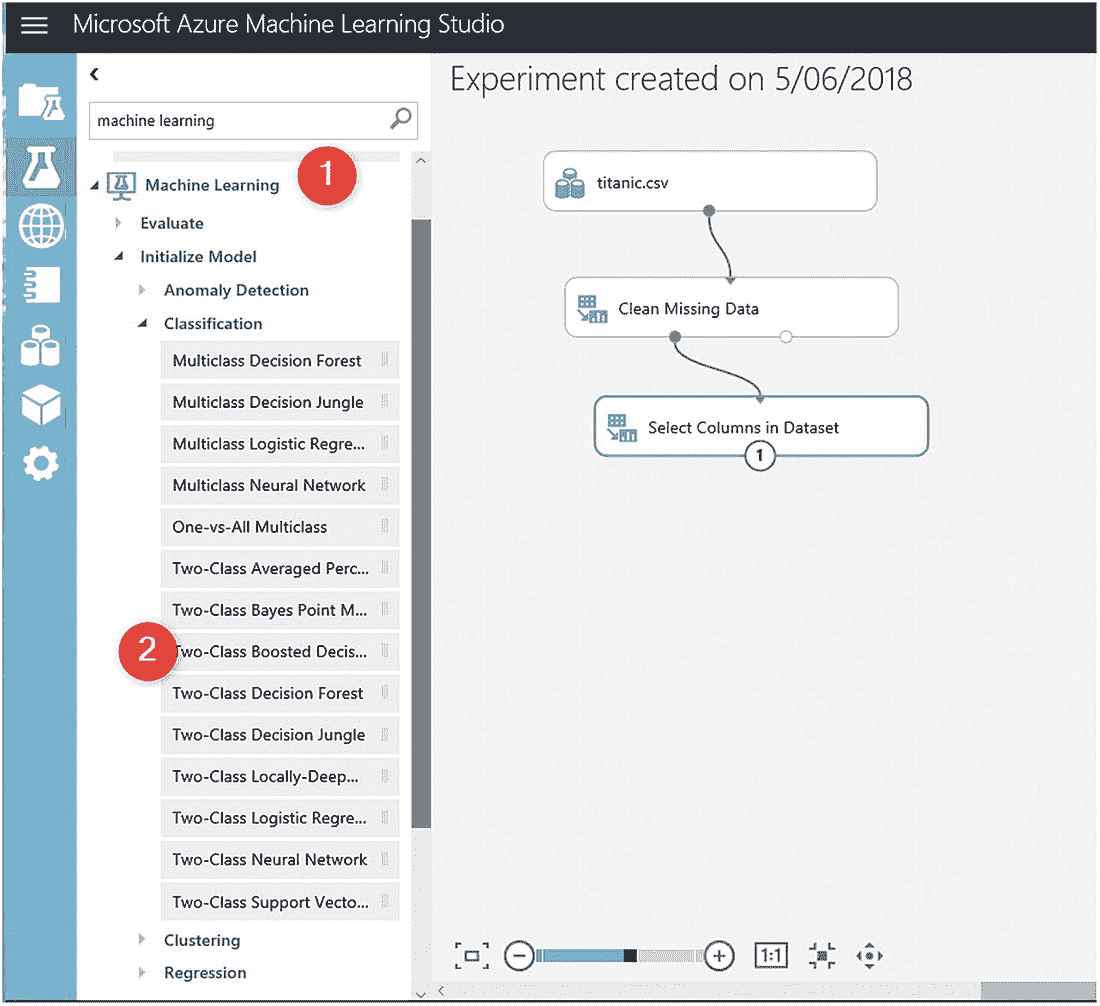 Microsoft Azure Machine Learning Studio
machine learning
1
Machine Learning
Evaluate
Initialize Model
Anomaly Detection
Classification
Multiclass Decision Forest
Multiclass Decision Jungle
Multiclass Logistic Regre...
Multiclass Neural Network
One-vs-All Multiclass
Two-Class Averaged Perc...
Two-Class Bayes Point M...
2
Two-Class Boosted Decis...
Two-Class Decision Forest
Two-Class Decision Jungle
Two-Class Locally-Deep...
Two-Class Logistic Regre...
Two-Class Neural Network
Two-Class Support Vecto...
Clustering
Regression
Experiment created on 5/06/2018
titanic.csv
Clean Missing Data
Select Columns in Dataset
1
1:1